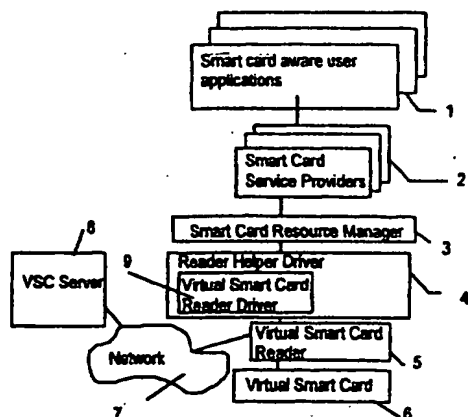 Smart card aware user
applications
1
Smart Card
Service Providers
2
Smart Card Resource Manager
3
8
9
Reader Helper Driver
VSC Server
Virtual Smart Card
Reader Driver
4
Virtual Smart Card
Reader
5
Network
Virtual Smart Card
7
6